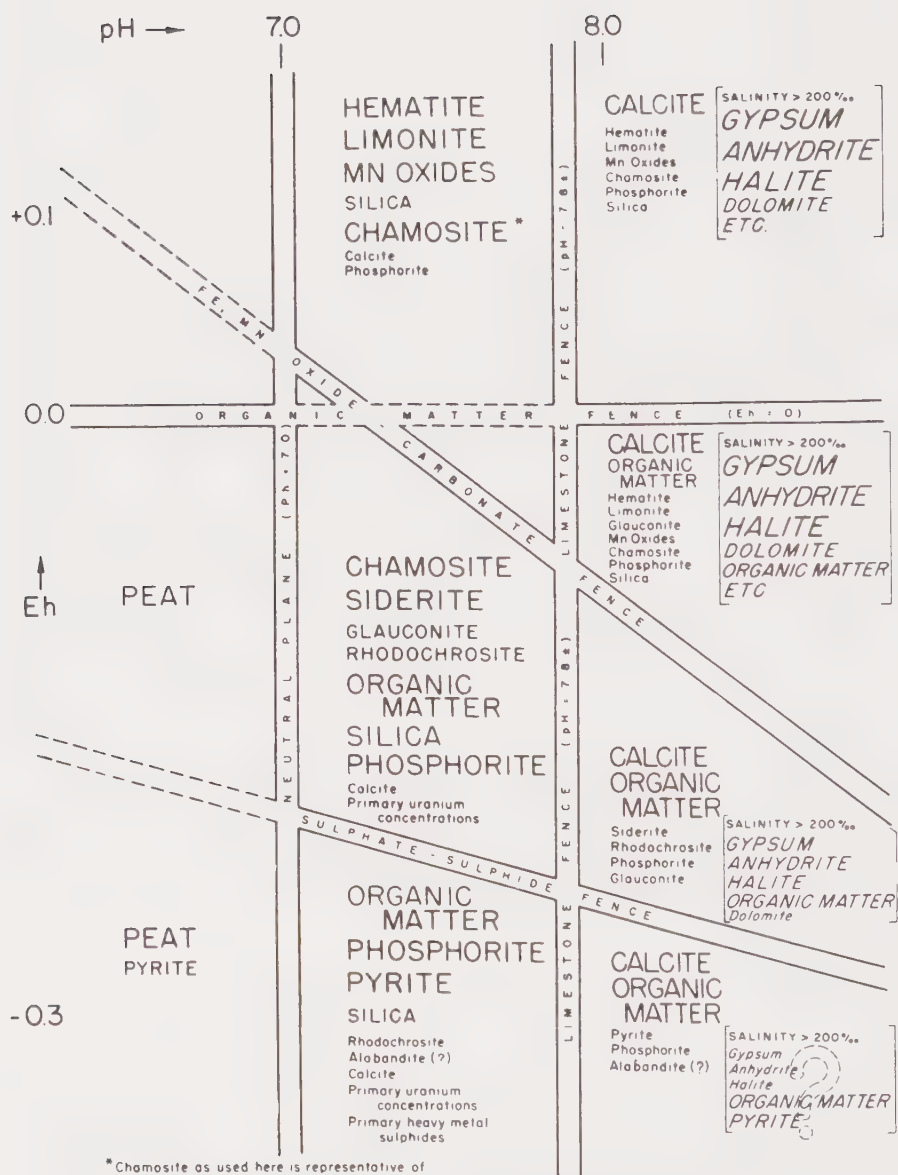 pH →
7.0
8.0
HEMATITE
LIMONITE
MN OXIDES
SILICA
CHAMOSITE*
Calcite
Phosphorite
CALCITE
Hematite
Limonite
Mn Oxides
Chamosite
Phosphorite
Silica
SALINITY > 200‰
GYPSUM
ANHYDRITE
HALITE
DOLOMITE
ETC.
+0.1
FE, MN OXIDE CARBONATE FENCE
0.0
ORGANIC MATTER FENCE (Eh = 0)
NEUTRAL PLANE (Ph - 7.0)
LIMESTONE FENCE (pH - 7.8±)
CALCITE
ORGANIC
MATTER
Hematite
Limonite
Glauconite
Mn Oxides
Chamosite
Phosphorite
Silica
SALINITY > 200‰
GYPSUM
ANHYDRITE
HALITE
DOLOMITE
ORGANIC MATTER
ETC
Eh
PEAT
CHAMOSITE
SIDERITE
GLAUCONITE
RHODOCHROSITE
ORGANIC
MATTER
SILICA
PHOSPHORITE
Calcite
Primary uranium
concentrations
LIMESTONE FENCE (pH = 7.8±)
CALCITE
ORGANIC
MATTER
Siderite
Rhodochrosite
Phosphorite
Glauconite
SALINITY > 200‰
GYPSUM
ANHYDRITE
HALITE
ORGANIC MATTER
Dolomite
SULPHATE - SULPHIDE FENCE
PEAT
PYRITE
-0.3
ORGANIC
MATTER
PHOSPHORITE
PYRITE
SILICA
Rhodochrosite
Alabandite (?)
Calcite
Primary uranium
concentrations
Primary heavy metal
sulphides
CALCITE
ORGANIC
MATTER
Pyrite
Phosphorite
Alabandite (?)
SALINITY > 200‰
Gypsum
Anhydrite
Halite
ORGANIC MATTER
PYRITE
?
*Chamosite as used here is representative of